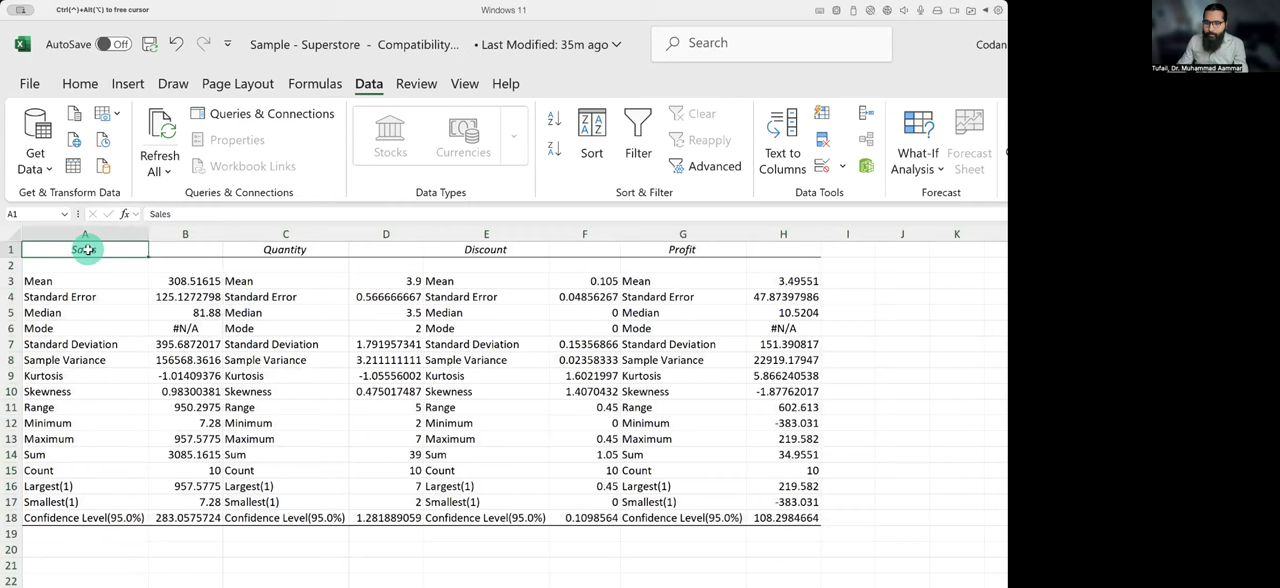 Ctrl(^)+Alt(⌥) to free cursor
Windows 11
AutoSave Off
Sample - Superstore - Compatibility... • Last Modified: 35m ago
Search
Codan
File Home Insert Draw Page Layout Formulas Data Review View Help
Get Data
Refresh All
Queries & Connections
Properties
Workbook Links
Stocks
Currencies
Sort
Filter
Clear
Reapply
Advanced
Text to Columns
What-If Analysis
Forecast Sheet
Get & Transform Data
Queries & Connections
Data Types
Sort & Filter
Data Tools
Forecast
A1 fx Sales
A B C D E F G H I J K
1 Sales Quantity Discount Profit
2
3 Mean 308.51615 Mean 3.9 Mean 0.105 Mean 3.49551
4 Standard Error 125.1272798 Standard Error 0.566666667 Standard Error 0.04856267 Standard Error 47.87397986
5 Median 81.88 Median 3.5 Median 0 Median 10.5204
6 Mode #N/A Mode 2 Mode 0 Mode #N/A
7 Standard Deviation 395.6872017 Standard Deviation 1.791957341 Standard Deviation 0.15356866 Standard Deviation 151.390817
8 Sample Variance 156568.3616 Sample Variance 3.211111111 Sample Variance 0.02358333 Sample Variance 22919.17947
9 Kurtosis -1.01409376 Kurtosis -1.05556002 Kurtosis 1.6021997 Kurtosis 5.866240538
10 Skewness 0.98300381 Skewness 0.475017487 Skewness 1.4070432 Skewness -1.87762017
11 Range 950.2975 Range 5 Range 0.45 Range 602.613
12 Minimum 7.28 Minimum 2 Minimum 0 Minimum -383.031
13 Maximum 957.5775 Maximum 7 Maximum 0.45 Maximum 219.582
14 Sum 3085.1615 Sum 39 Sum 1.05 Sum 34.9551
15 Count 10 Count 10 Count 10 Count 10
16 Largest(1) 957.5775 Largest(1) 7 Largest(1) 0.45 Largest(1) 219.582
17 Smallest(1) 7.28 Smallest(1) 2 Smallest(1) 0 Smallest(1) -383.031
18 Confidence Level(95.0%) 283.0575724 Confidence Level(95.0%) 1.281889059 Confidence Level(95.0%) 0.1098564 Confidence Level(95.0%) 108.2984664
19
20
21
22
Tufail, Dr. Muhammad Aammar